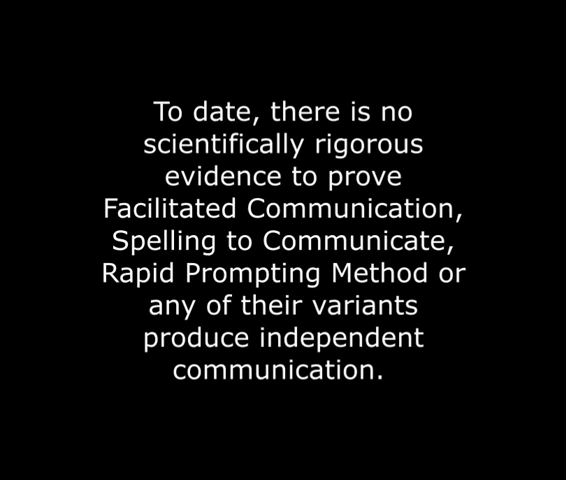 To date, there is no
scientifically rigorous
evidence to prove
Facilitated Communication,
Spelling to Communicate,
Rapid Prompting Method or
any of their variants
produce independent
communication.